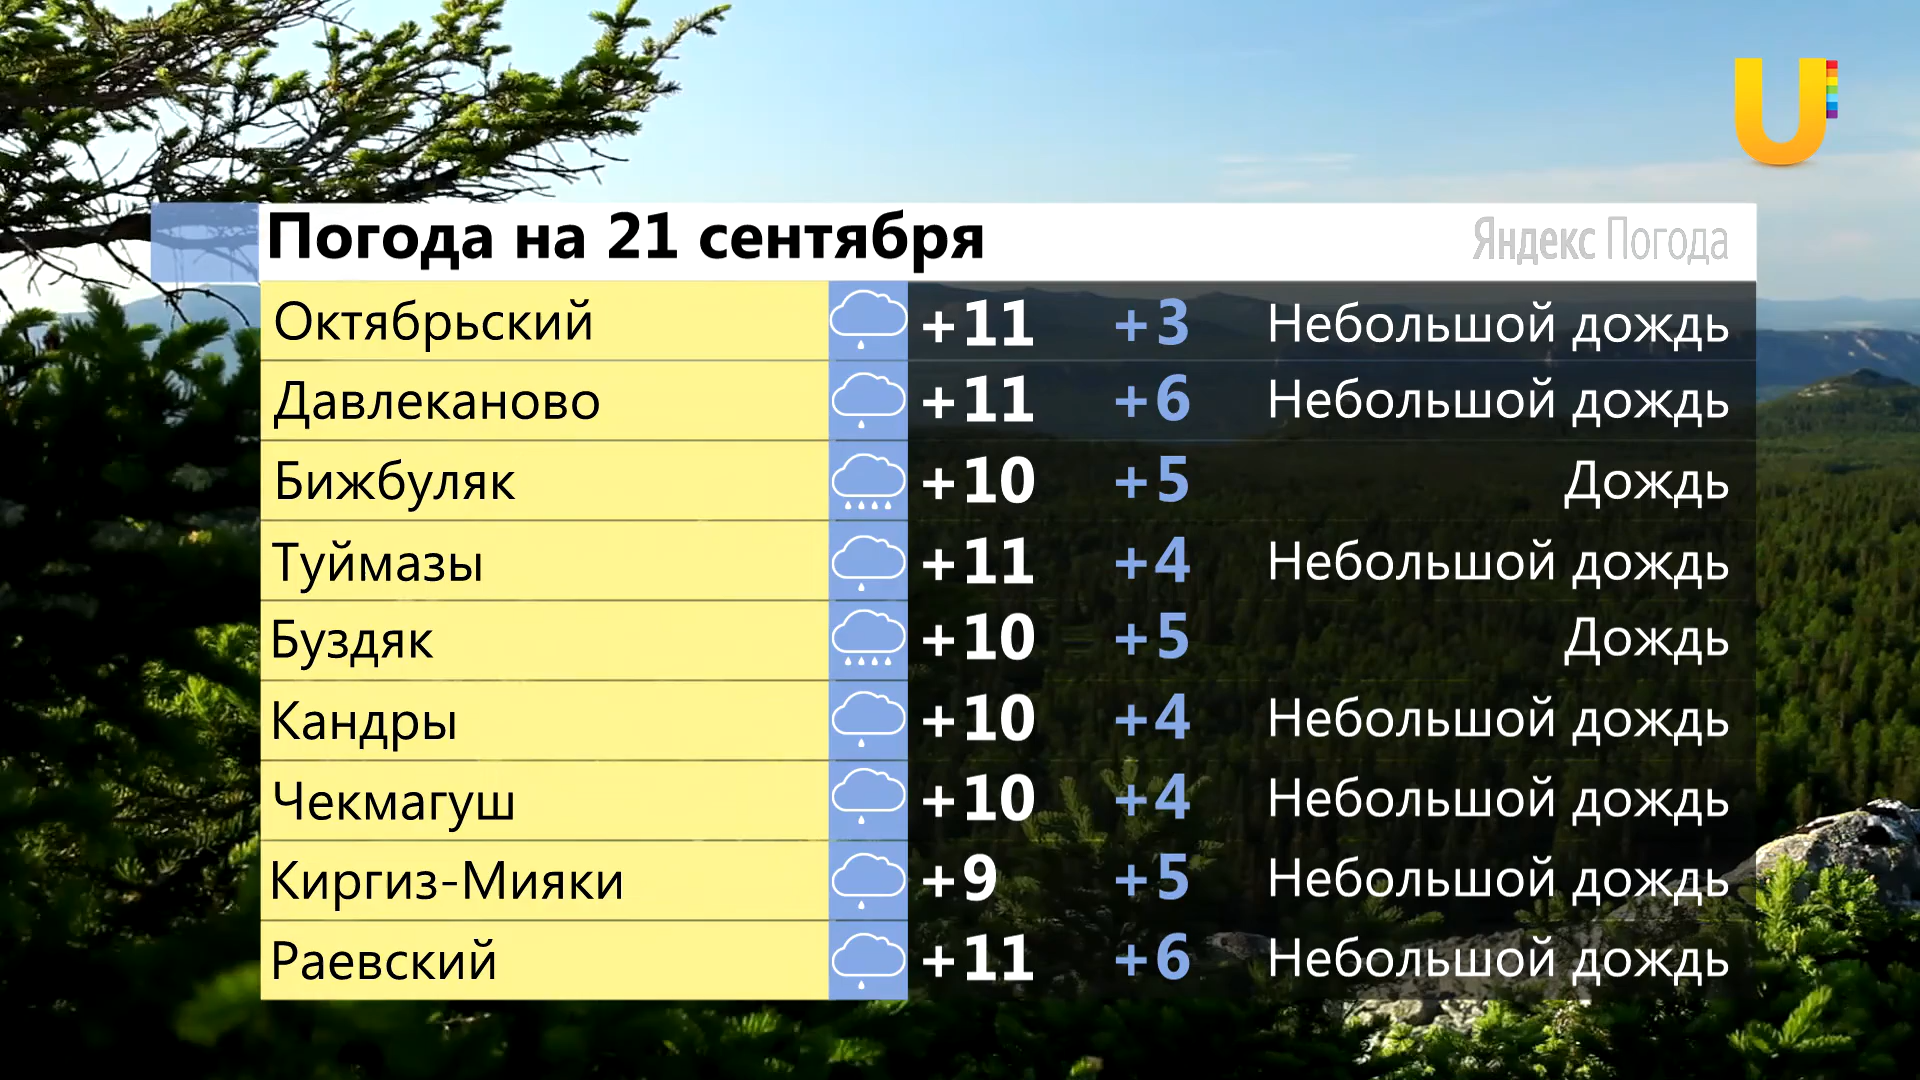 U
Погода на 21 сентября Яндекс Погода
Октябрьский +11 +3 Небольшой дождь
Давлеканово +11 +6 Небольшой дождь
Бижбуляк +10 +5 Дождь
Туймазы +11 +4 Небольшой дождь
Буздяк +10 +5 Дождь
Кандры +10 +4 Небольшой дождь
Чекмагуш +10 +4 Небольшой дождь
Киргиз-Мияки +9 +5 Небольшой дождь
Раевский +11 +6 Небольшой дождь